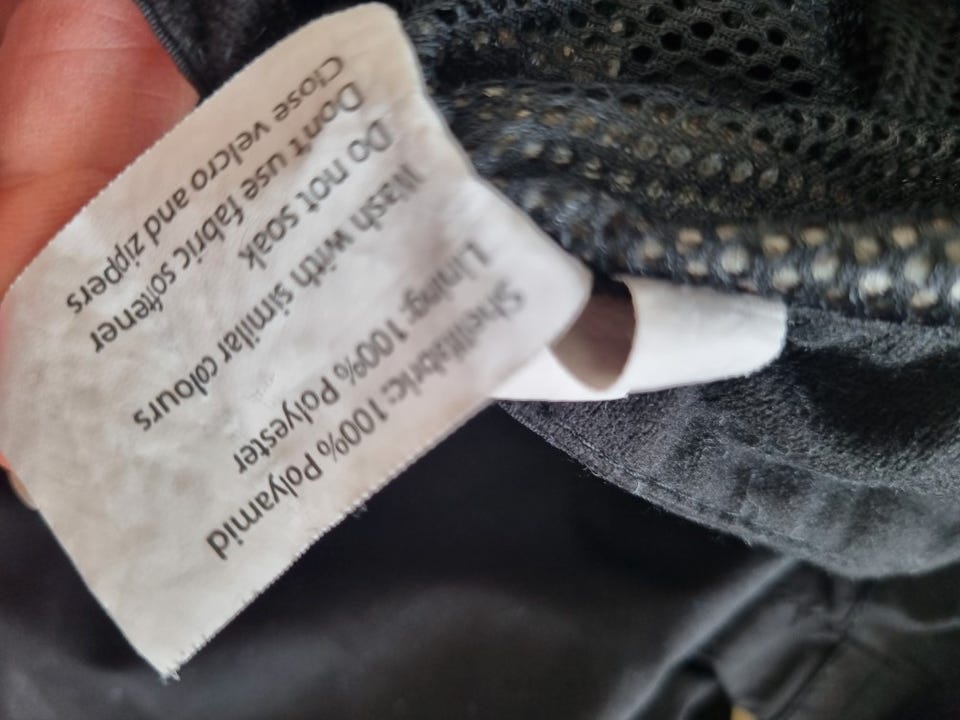 Shellfabric: 100% Polyamid
Lining: 100% Polyester
Wash with similar colours
Do not soak
Don't use fabric softener
Close velcro and zippers